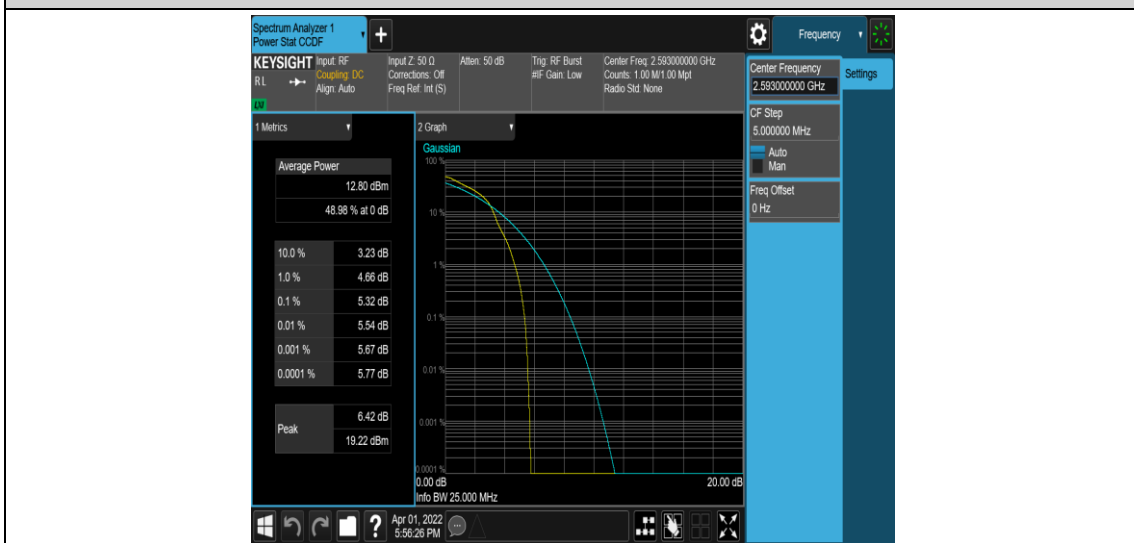 Spectrum Analyzer 1
Power Stat CCDF
Frequency
KEYSIGHT
RL
LXI
Input: RF
Coupling: DC
Align: Auto
Input Z: 50 Ω
Corrections: Off
Freq Ref: Int (S)
Atten: 50 dB
Trig: RF Burst
#IF Gain: Low
Center Freq: 2.593000000 GHz
Counts: 1.00 M/1.00 Mpt
Radio Std: None
Center Frequency
2.593000000 GHz
Settings
CF Step
5.000000 MHz
Auto
Man
Freq Offset
0 Hz
1 Metrics
Average Power
12.80 dBm
48.98 % at 0 dB
10.0 % 3.23 dB
1.0 % 4.66 dB
0.1 % 5.32 dB
0.01 % 5.54 dB
0.001 % 5.67 dB
0.0001 % 5.77 dB
Peak
6.42 dB
19.22 dBm
2 Graph
Gaussian
100 %
10 %
1 %
0.1 %
0.01 %
0.001 %
0.0001 %
0.00 dB 20.00 dB
Info BW 25.000 MHz
?
Apr 01, 2022
5:56:26 PM